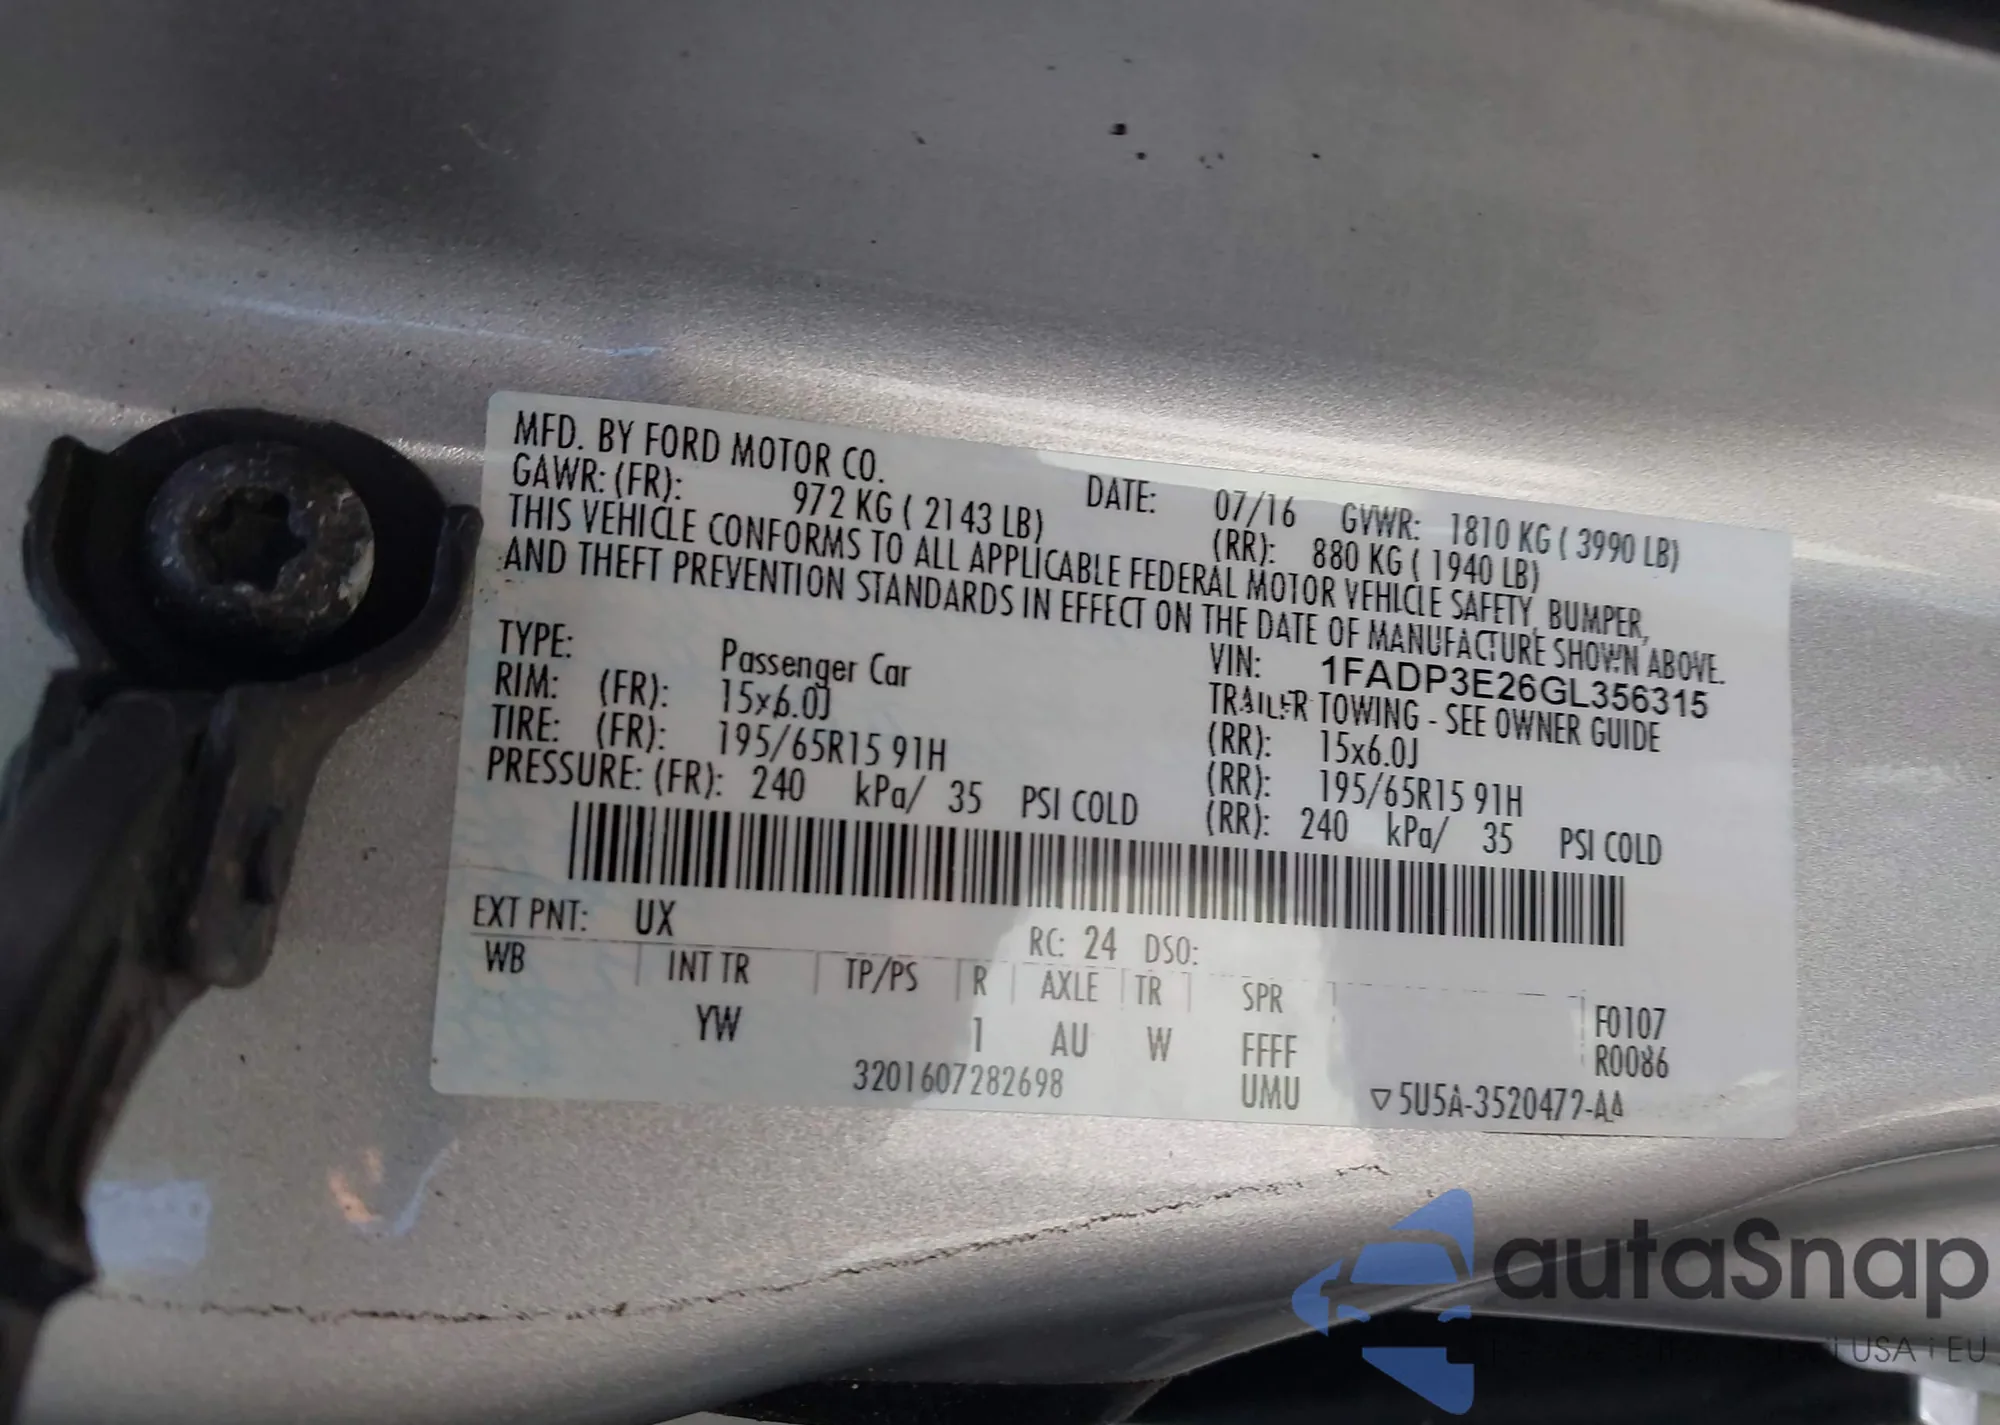 MFD. BY FORD MOTOR CO.
DATE: 07/16 GVWR: 1810 KG ( 3990 LB)
GAWR: (FR): 972 KG ( 2143 LB) (RR): 880 KG ( 1940 LB)
THIS VEHICLE CONFORMS TO ALL APPLICABLE FEDERAL MOTOR VEHICLE SAFETY, BUMPER,
AND THEFT PREVENTION STANDARDS IN EFFECT ON THE DATE OF MANUFACTURE SHOWN ABOVE.
VIN: 1FADP3E26GL356315
TYPE: Passenger Car TRAILER TOWING - SEE OWNER GUIDE
RIM: (FR): 15x6.0J (RR): 15x6.0J
TIRE: (FR): 195/65R15 91H (RR): 195/65R15 91H
PRESSURE: (FR): 240 kPa/ 35 PSI COLD (RR): 240 kPa/ 35 PSI COLD
EXT PNT: UX RC: 24 DSO:
WB INT TR TP/PS R AXLE TR SPR F0107
YW 1 AU W FFFF R0086
3201607282698 UMU ▽5U5A-3520472-AA
autaSnap
USA | EU